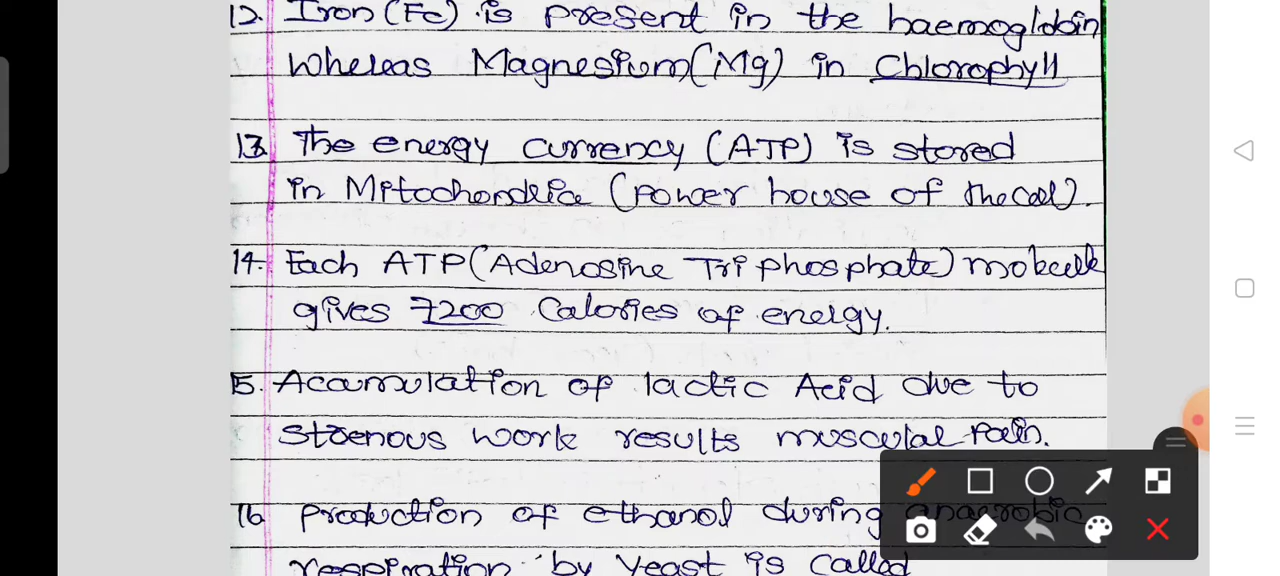 12. Iron (Fe) is present in the haemoglobin
whereas Magnesium (Mg) in Chlorophyll
13. The energy currency (ATP) is stored
in Mitochondria (power house of the cell).
14. Each ATP (Adenosine Tri phosphate) molecule
gives 7200 Calories of energy.
15. Accumulation of lactic Acid due to
strenous work results muscular pain.
16. production of ethanol during anaerobic
respiration by yeast is called